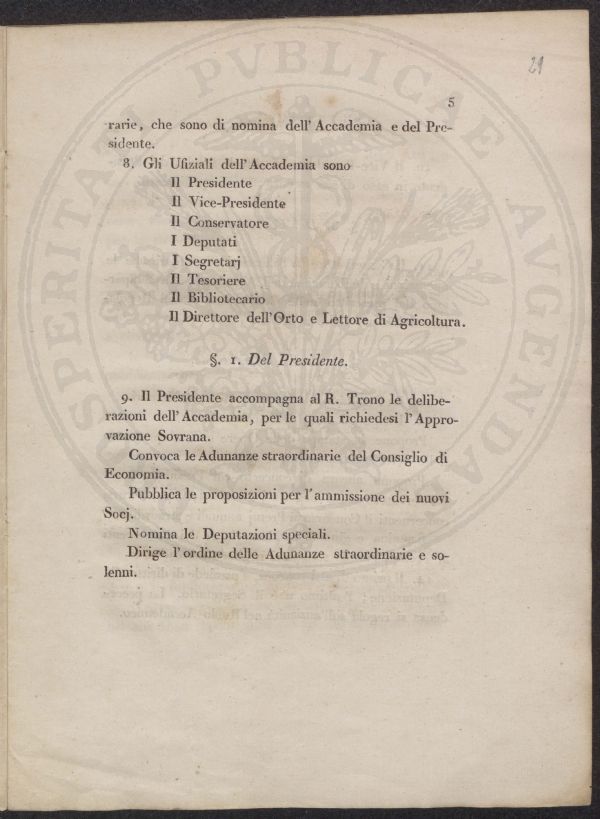 29
5
rarie, che sono di nomina dell' Accademia e del Pre-
sidente.
8. Gli Ufiziali dell' Accademia sono
Il Presidente
Il Vice-Presidente
Il Conservatore
I Deputati
I Segretarj
Il Tesoriere
Il Bibliotecario
Il Direttore dell' Orto e Lettore di Agricoltura.
§. 1. Del Presidente.
9. Il Presidente accompagna al R. Trono le delibe-
razioni dell' Accademia, per le quali richiedesi l' Appro-
vazione Sovrana.
Convoca le Adunanze straordinarie del Consiglio di
Economia.
Pubblica le proposizioni per l' ammissione dei nuovi
Socj.
Nomina le Deputazioni speciali.
Dirige l' ordine delle Adunanze straordinarie e so-
lenni.
PROSPERITATI PVBLICAE AVGENDAE